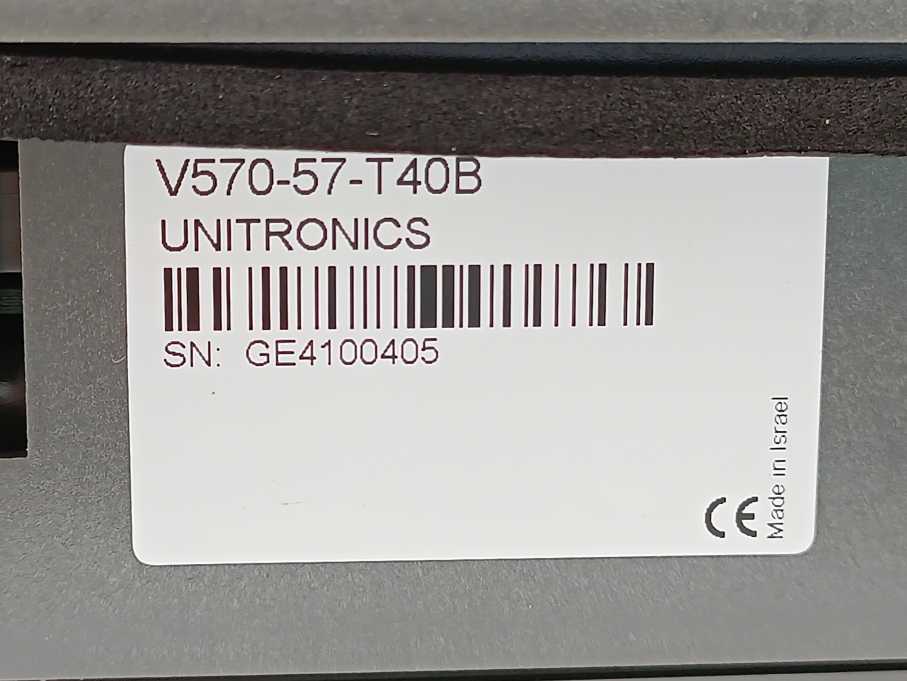 V570-57-T40B
UNITRONICS
SN: GE4100405
CE
Made in Israel